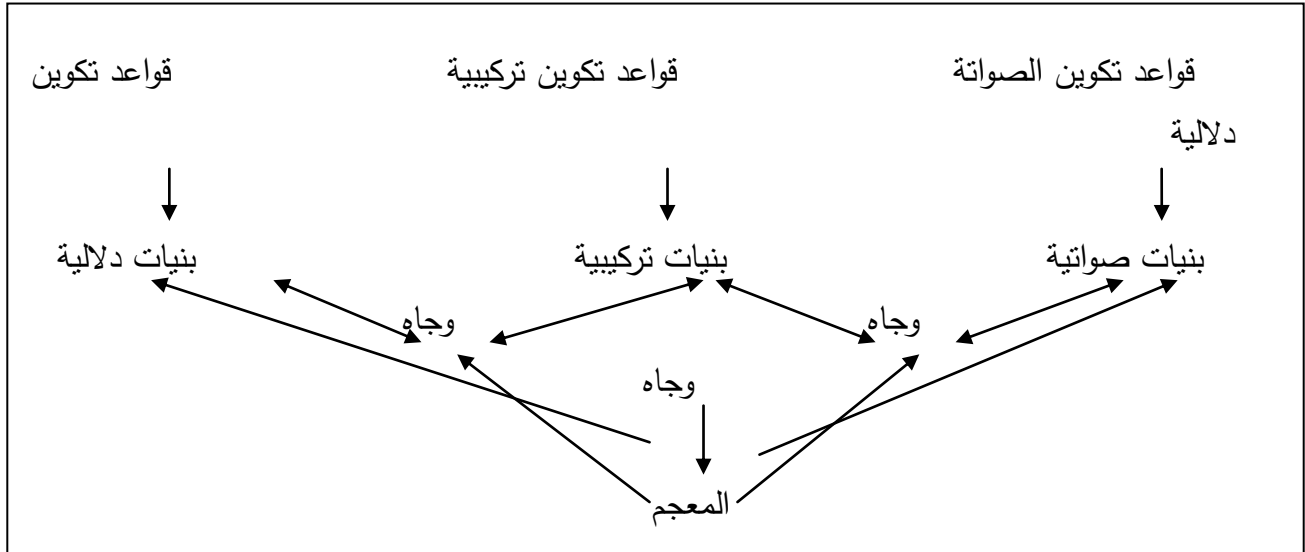 قواعد تكوين الصواتة قواعد تكوين تركيبية قواعد تكوين
دلالية
بنيات صواتية بنيات تركيبية بنيات دلالية
وجاه وجاه
وجاه
المعجم